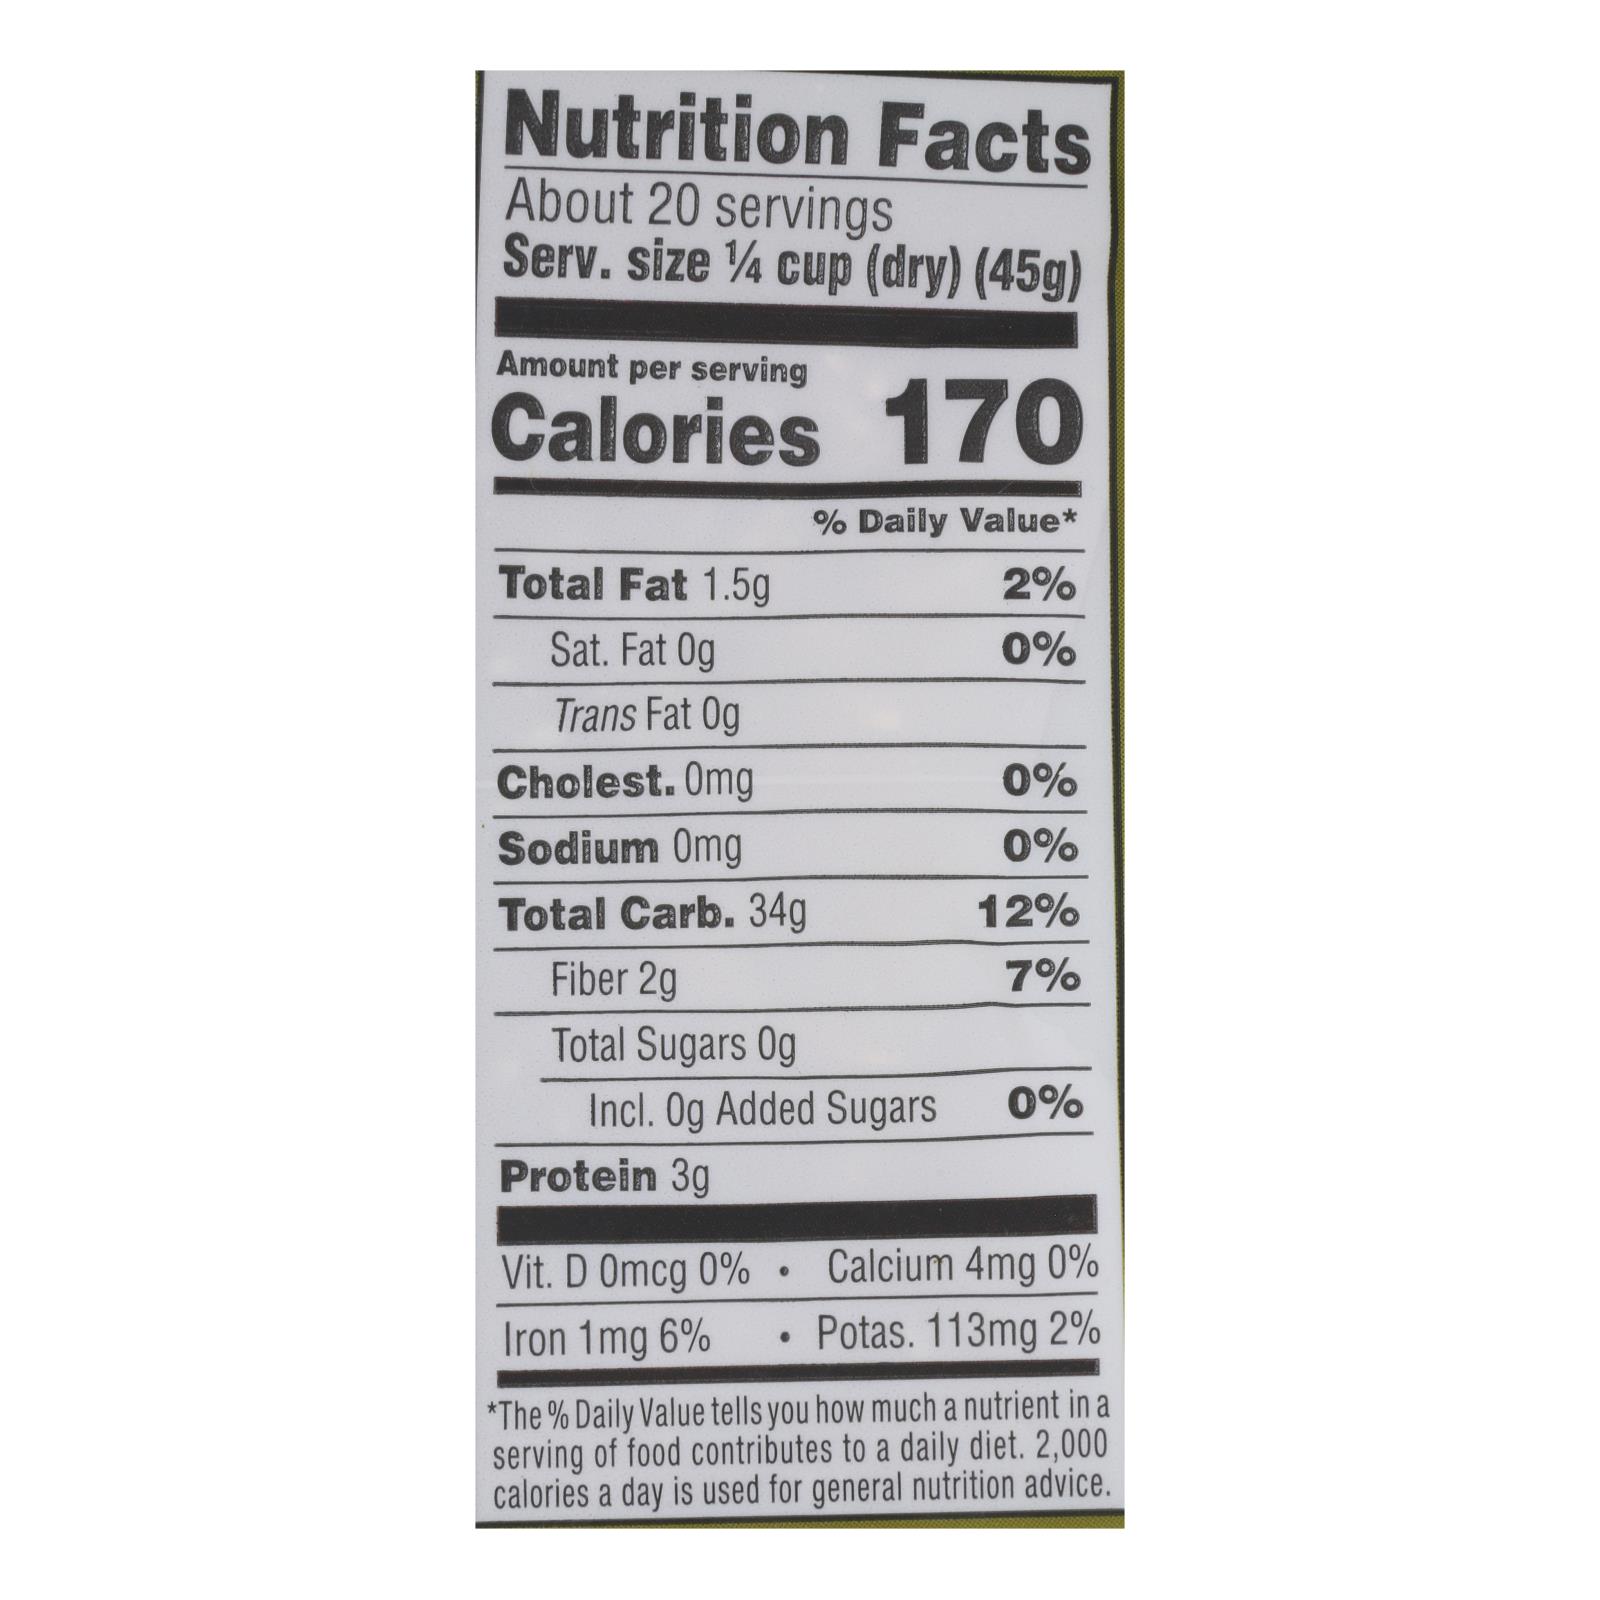 Nutrition Facts
About 20 servings
Serv. size ¼ cup (dry) (45g)
Amount per serving
Calories 170
% Daily Value*
Total Fat 1.5g 2%
Sat. Fat 0g 0%
Trans Fat 0g
Cholest. 0mg 0%
Sodium 0mg 0%
Total Carb. 34g 12%
Fiber 2g 7%
Total Sugars 0g
Incl. 0g Added Sugars 0%
Protein 3g
Vit. D 0mcg 0% • Calcium 4mg 0%
Iron 1mg 6% • Potas. 113mg 2%
*The % Daily Value tells you how much a nutrient in a
serving of food contributes to a daily diet. 2,000
calories a day is used for general nutrition advice.